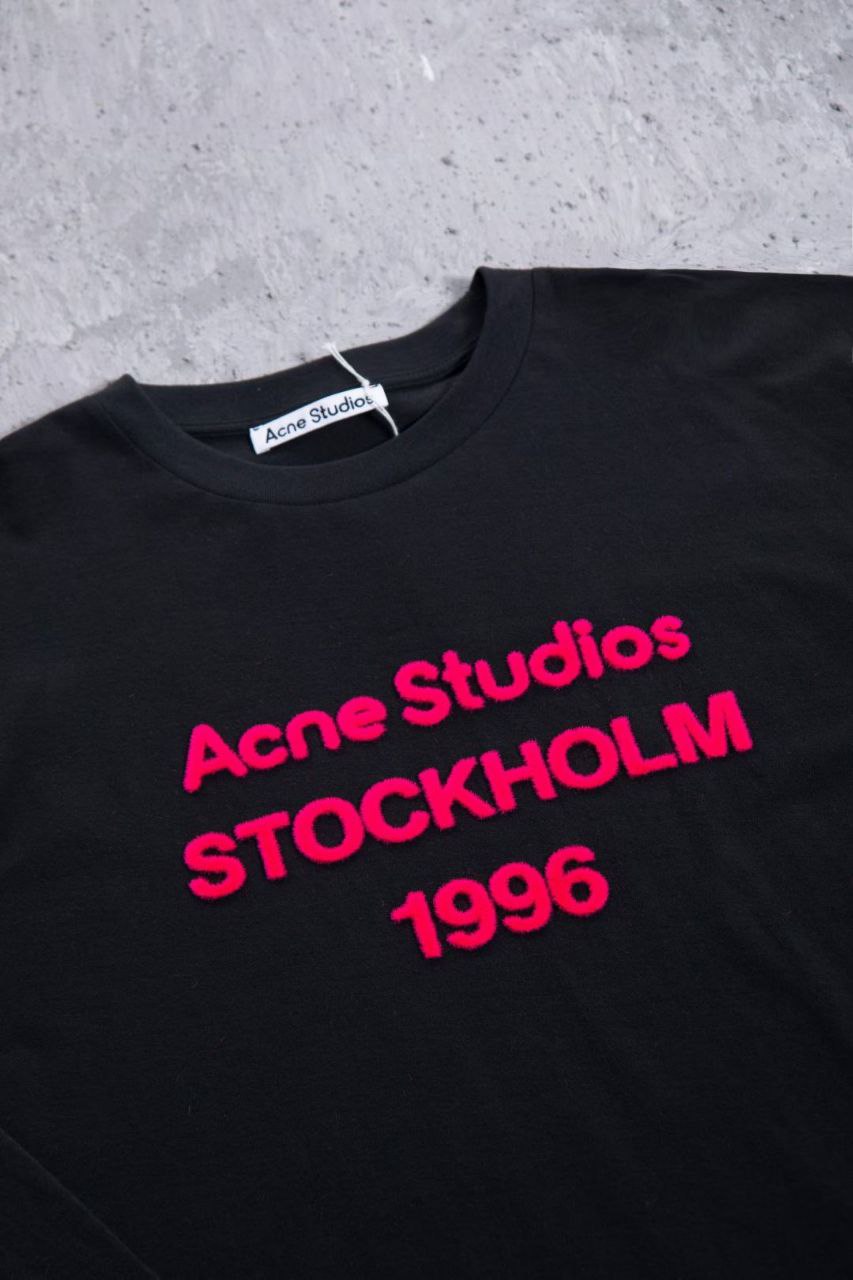 Acne Studios
Acne Studios
STOCKHOLM
1996